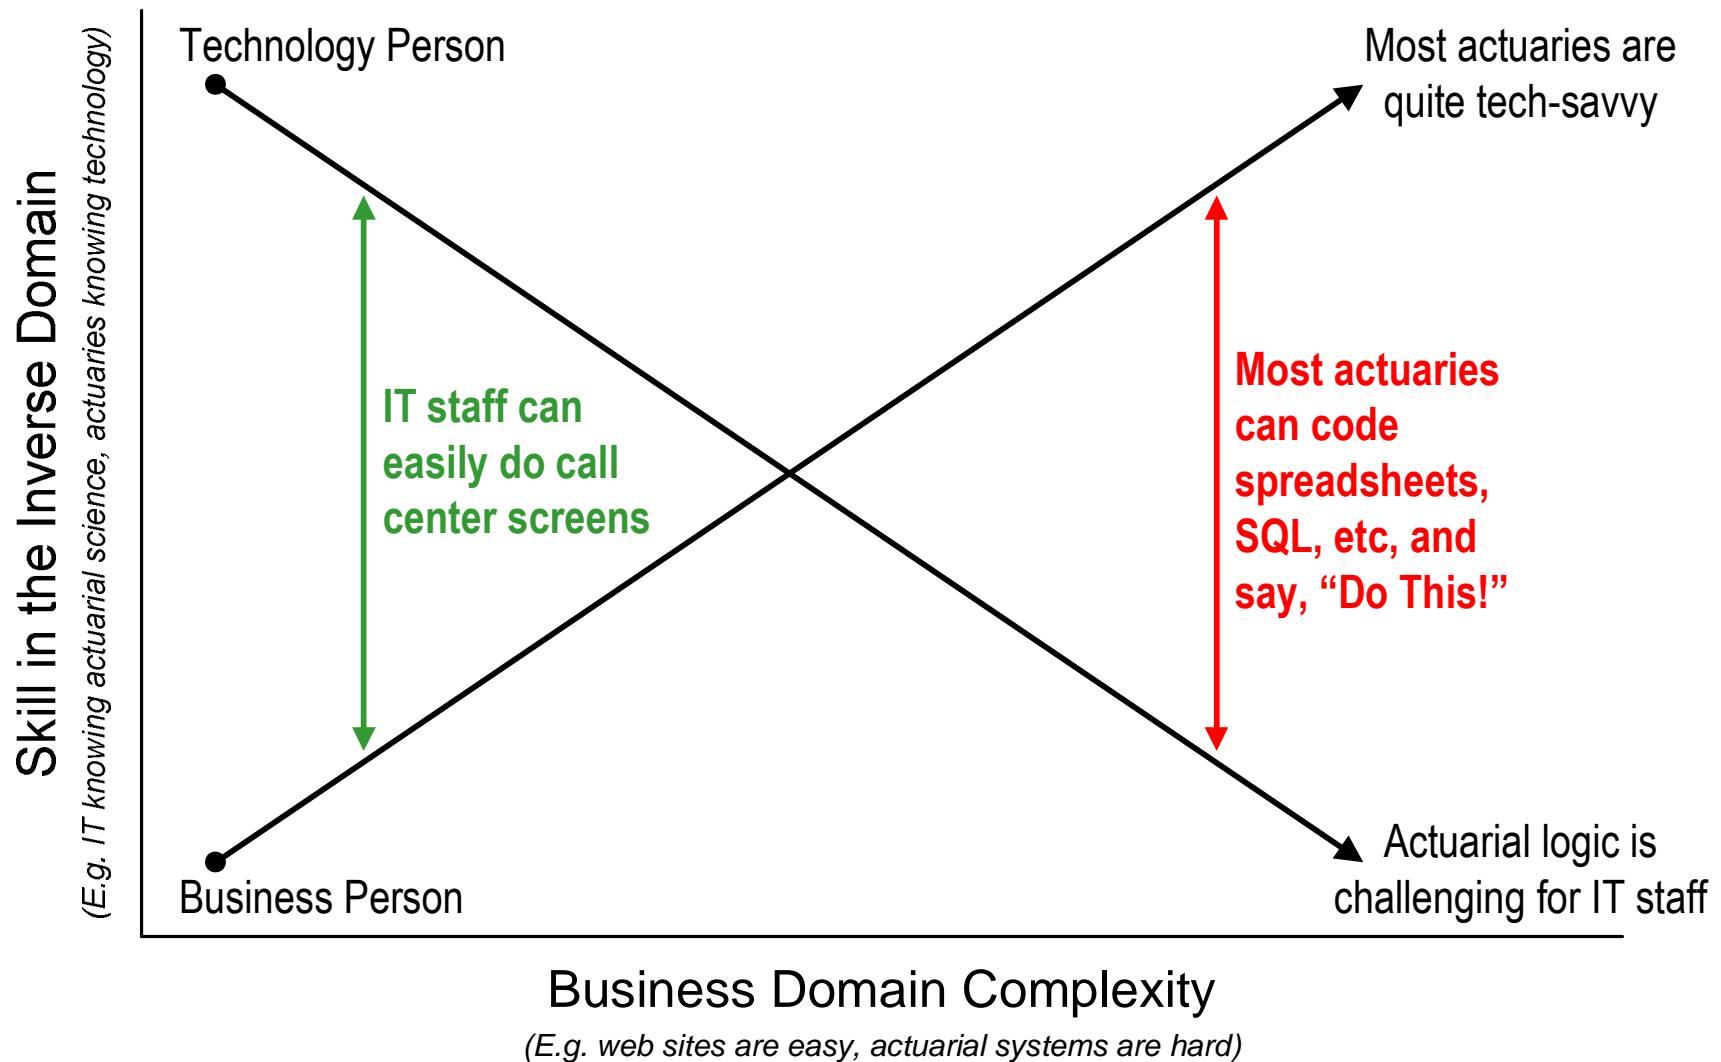 Technology Person
Most actuaries are
quite tech-savvy
Skill in the Inverse Domain
(E.g. IT knowing actuarial science, actuaries knowing technology)
IT staff can
easily do call
center screens
Most actuaries
can code
spreadsheets,
SQL, etc, and
say, “Do This!”
Business Person
Actuarial logic is
challenging for IT staff
Business Domain Complexity
(E.g. web sites are easy, actuarial systems are hard)